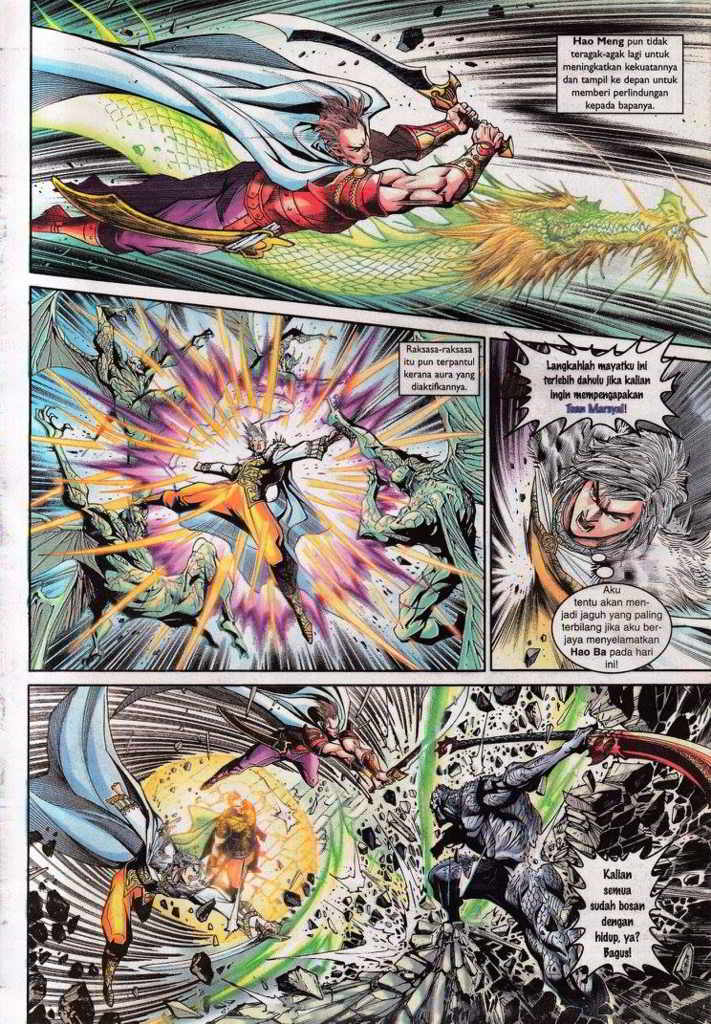 Hao Meng pun tidak
teragak-agak lagi untuk
meningkatkan kekuatannya
dan tampil ke depan untuk
memberi perlindungan
kepada bapanya.
Raksasa-raksasa
itu pun terpantul
kerana aura yang
diaktifkannya.
Langkahlah mayatku ini
terlebih dahulu jika kalian
ingin mempengapakan
Tuan Marsyal!
Aku
tentu akan men-
jadi jaguh yang paling
terbilang jika aku ber-
jaya menyelamatkan
Hao Ba pada hari
ini!
Kalian
semua
sudah bosan
dengan
hidup, ya?
Bagus!